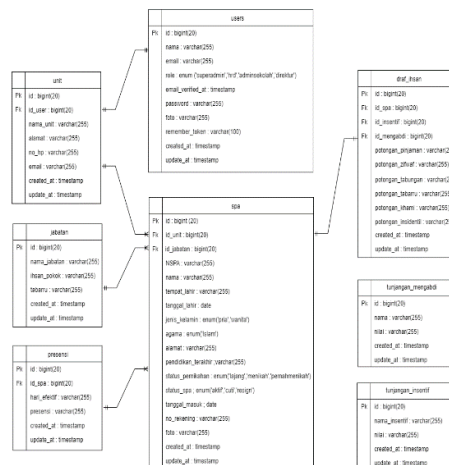 users
Pk id : bigint(20)
nama : varchar(255)
email : varchar(255)
role : enum ('superadmin','hrd','adminsekolah','direktur')
email_verified_at : timestamp
password : varchar(255)
foto : varchar(255)
remember_token : varchar(100)
created_at : timestamp
update_at : timestamp
unit
Pk id : bigint(20)
Fk id_user : bigint(20)
nama_unit : varchar(255)
alamat : varchar(255)
no_hp : varchar(255)
email : varchar(255)
created_at : timestamp
update_at : timestamp
jabatan
Pk id : bigint(20)
nama_jabatan : varchar(255)
ihsan_pokok : varchar(255)
tabarru : varchar(255)
created_at : timestamp
update_at : timestamp
presensi
Pk id : bigint(20)
Fk id_spa : bigint(20)
hari_efektif : varchar(255)
presensi : varchar(255)
created_at : timestamp
update_at : timestamp
spa
Pk id : bigint (20)
Fk id_unit : bigint(20)
Fk id_jabatan : bigint(20)
NSPA : varchar(255)
nama : varchar(255)
tempat_lahir : varchar(255)
tanggal_lahir : date
jenis_kelamin : enum('pria','wanita')
agama : enum('Islam')
alamat : varchar(255)
pendidikan_terakhir :varchar(255)
status_pernikahan : enum('lajang','menikah','pernahmenikah')
status_spa : enum('aktif','cuti','resign')
tanggal_masuk : date
no_rekening : varchar(255)
foto : varchar(255)
created_at : timestamp
update_at : timestamp
draf_ihsan
Pk id : bigint(20)
Fk id_spa : bigint(20)
Fk id_insentif : bigint(20)
Fk id_mengabdi : bigint(20)
potongan_pinjaman : varchar(2
potongan_tabungan : varchar(25
potongan_tabarru : varchar(255
potongan_insidentil : varchar(2
created_at : timestamp
update_at : timestamp
tunjangan_mengabdi
Pk id : bigint(20)
nama : varchar(255)
nilai : varchar(255)
created_at : timestamp
update_at : timestamp
tunjangan_insentif
Pk id : bigint(20)
nama_insentif : varchar(255)
nilai : varchar(255)
created_at : timestamp
update_at : timestamp